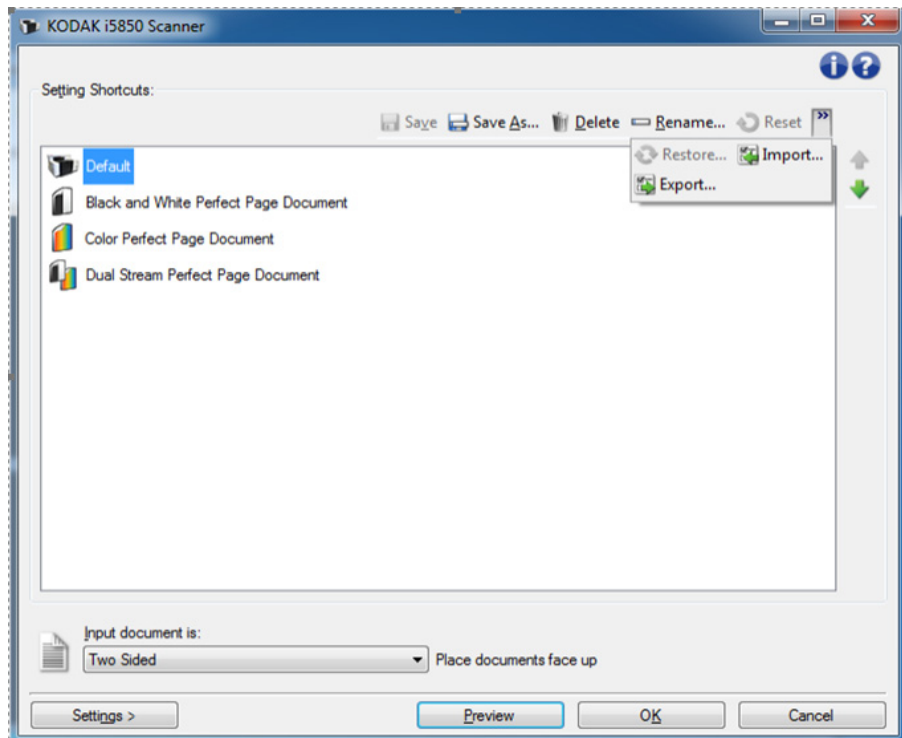 KODAK i5850 Scanner
Setting Shortcuts:
Save Save As... Delete Rename... Reset »
Restore... Import...
Export...
Default
Black and White Perfect Page Document
Color Perfect Page Document
Dual Stream Perfect Page Document
Input document is:
Two Sided Place documents face up
Settings > Preview OK Cancel